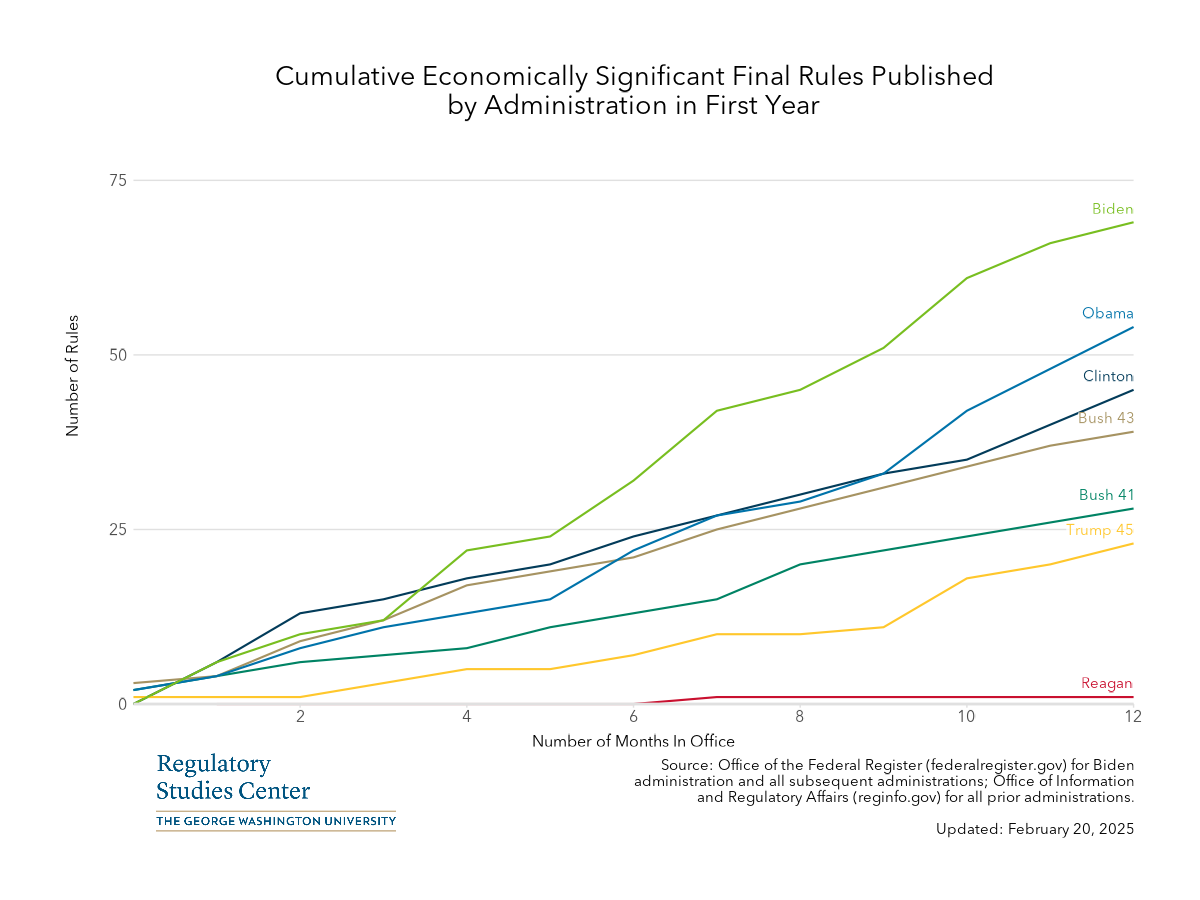 Cumulative Economically Significant Final Rules Published
by Administration in First Year
75
50
25
0
Number of Rules
Biden
Obama
Clinton
Bush 43
Bush 41
Trump 45
Reagan
2
4
6
8
10
12
Number of Months In Office
Regulatory
Studies Center
THE GEORGE WASHINGTON UNIVERSITY
Source: Office of the Federal Register (federalregister.gov) for Biden
administration and all subsequent administrations; Office of Information
and Regulatory Affairs (reginfo.gov) for all prior administrations.
Updated: February 20, 2025